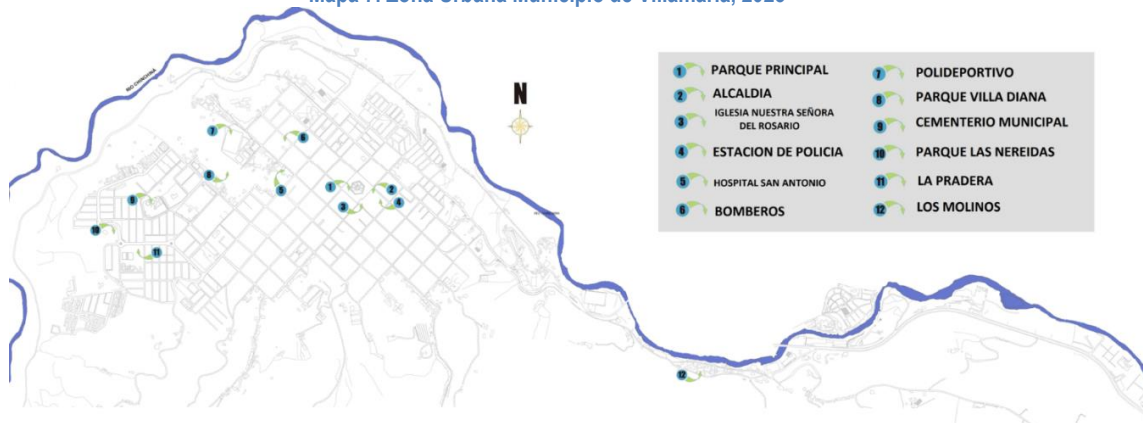 Mapa 1. Zona Urbana Municipio de Villamaría, 2020
RIO CHINCHINA
N
1 PARQUE PRINCIPAL
2 ALCALDIA
3 IGLESIA NUESTRA SEÑORA
DEL ROSARIO
4 ESTACION DE POLICIA
5 HOSPITAL SAN ANTONIO
6 BOMBEROS
7 POLIDEPORTIVO
8 PARQUE VILLA DIANA
9 CEMENTERIO MUNICIPAL
10 PARQUE LAS NEREIDAS
11 LA PRADERA
12 LOS MOLINOS
7
6
8
5
1
2
3
4
9
10
11
12